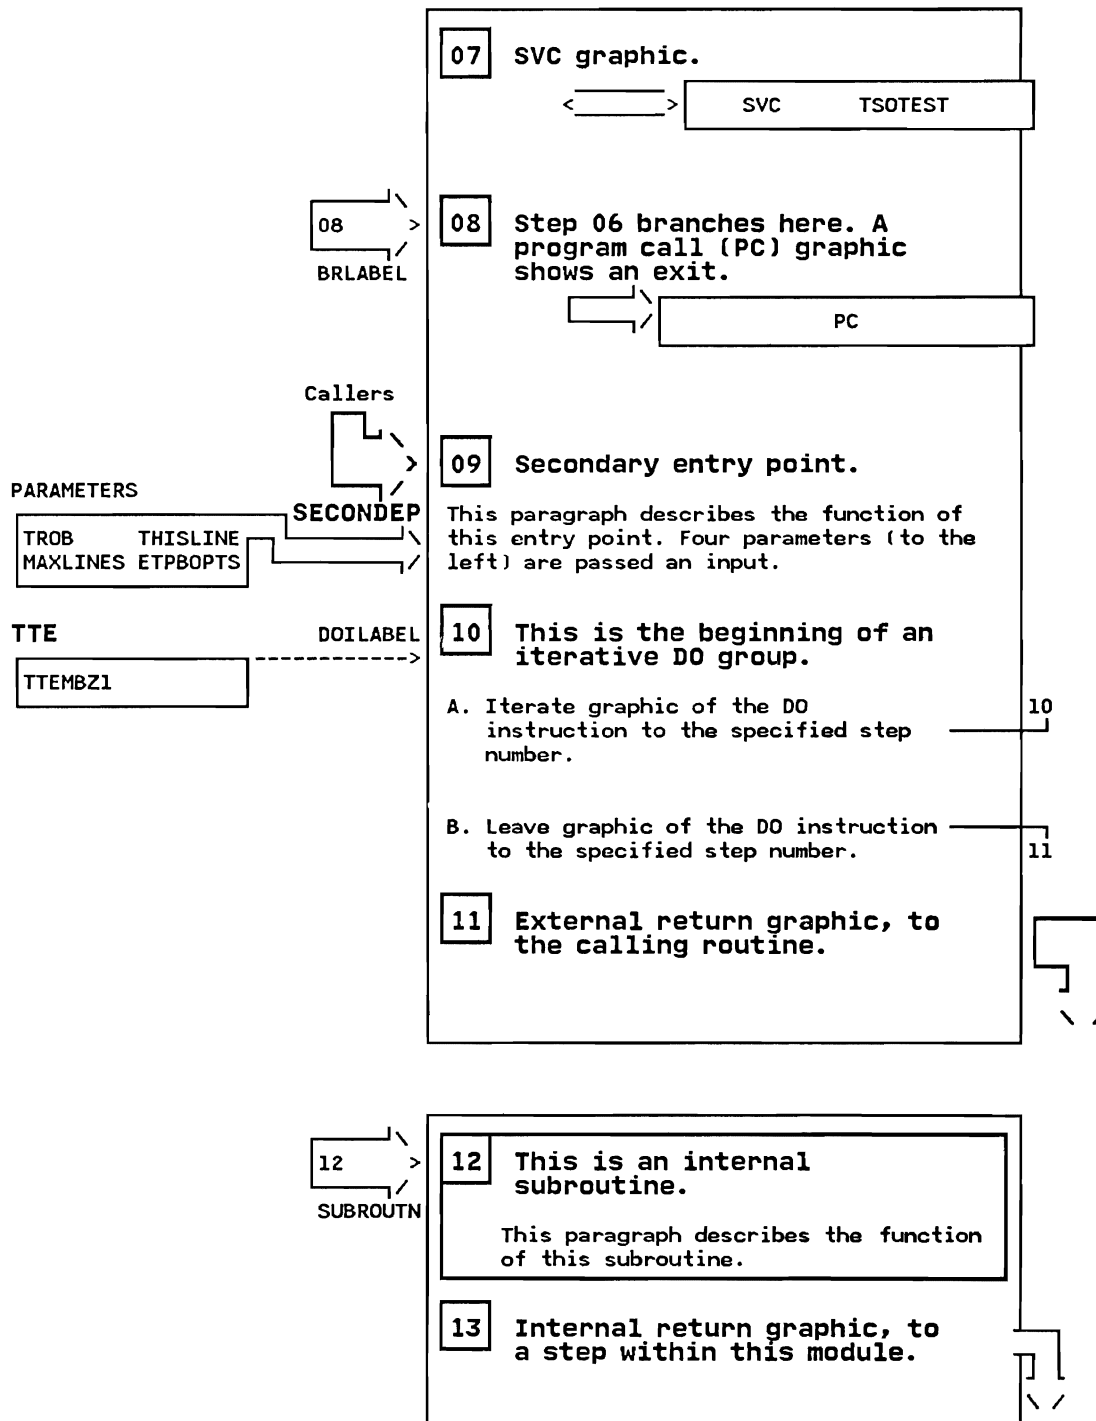 07 SVC graphic.
< > SVC TSOTEST
08 > 08 Step 06 branches here. A
program call (PC) graphic
shows an exit.
BRLABEL
PC
Callers
> 09 Secondary entry point.
PARAMETERS
SECONDEP
This paragraph describes the function of
this entry point. Four parameters (to the
left) are passed an input.
TROB THISLINE
MAXLINES ETPBOPTS
TTE DOILABEL 10 This is the beginning of an
iterative DO group.
TTEMBZ1
A. Iterate graphic of the DO 10
instruction to the specified step
number.
B. Leave graphic of the DO instruction
to the specified step number. 11
11 External return graphic, to
the calling routine.
12 > 12 This is an internal
subroutine.
SUBROUTN
This paragraph describes the function
of this subroutine.
13 Internal return graphic, to
a step within this module.